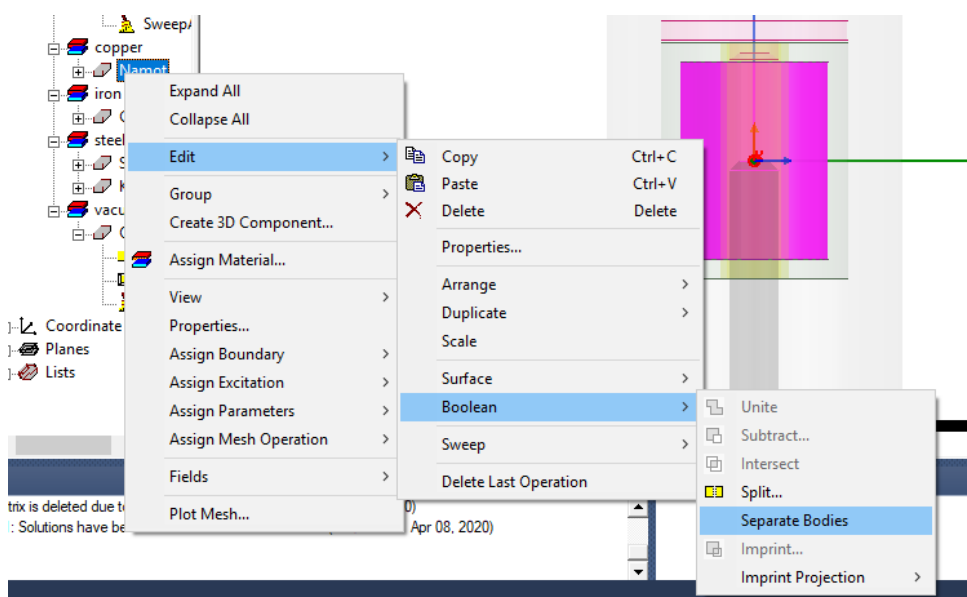 SweepA
copper
Namot
iron
steel
vacu
Coordinate
Planes
Lists
Expand All
Collapse All
Edit
Group
Create 3D Component...
Assign Material...
View
Properties...
Assign Boundary
Assign Excitation
Assign Parameters
Assign Mesh Operation
Fields
Plot Mesh...
Copy Ctrl+C
Paste Ctrl+V
Delete Delete
Properties...
Arrange
Duplicate
Scale
Surface
Boolean
Sweep
Delete Last Operation
Unite
Subtract...
Intersect
Split...
Separate Bodies
Imprint...
Imprint Projection
trix is deleted due t
: Solutions have be
Apr 08, 2020)